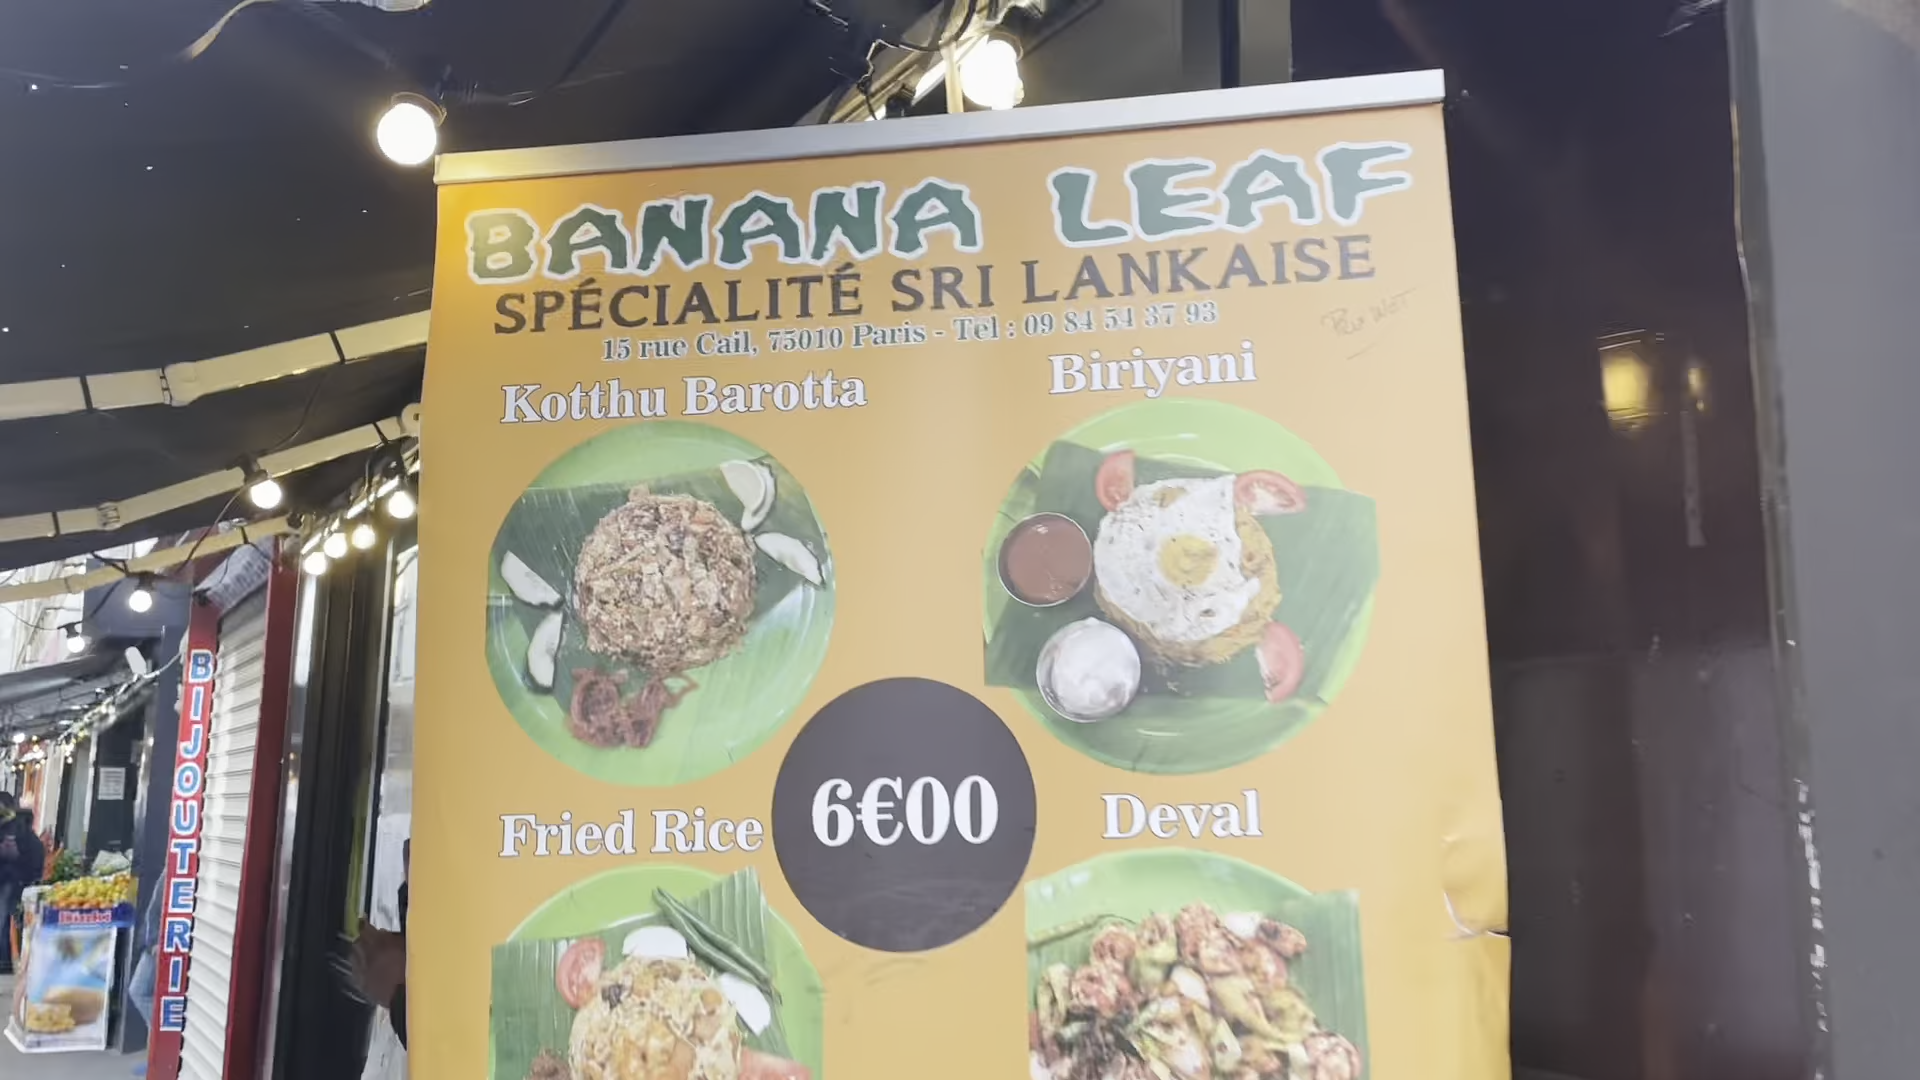 BANANA LEAF
SPÉCIALITÉ SRI LANKAISE
15 rue Cail, 75010 Paris - Tél : 09 84 54 37 93
Kotthu Barotta
Biriyani
6€00
Fried Rice
Deval
BIJOUTERIE